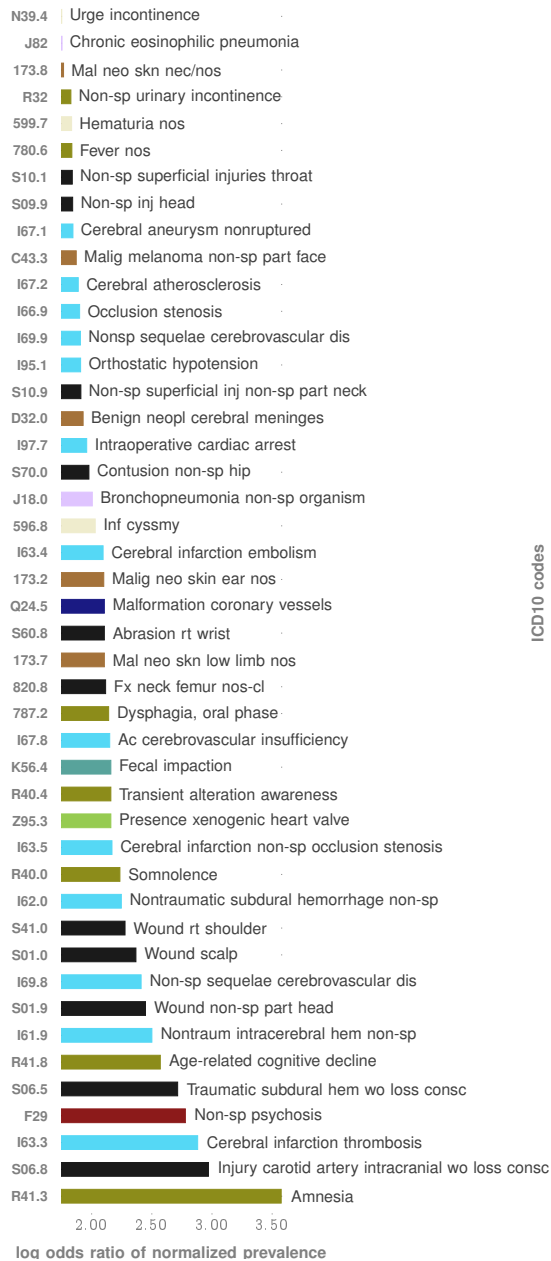 N39.4 Urge incontinence
J82 Chronic eosinophilic pneumonia
173.8 Mal neo skn nec/nos
R32 Non-sp urinary incontinence
599.7 Hematuria nos
780.6 Fever nos
S10.1 Non-sp superficial injuries throat
S09.9 Non-sp inj head
I67.1 Cerebral aneurysm nonruptured
C43.3 Malig melanoma non-sp part face
I67.2 Cerebral atherosclerosis
I66.9 Occlusion stenosis
I69.9 Nonsp sequelae cerebrovascular dis
I95.1 Orthostatic hypotension
S10.9 Non-sp superficial inj non-sp part neck
D32.0 Benign neopl cerebral meninges
I97.7 Intraoperative cardiac arrest
S70.0 Contusion non-sp hip
J18.0 Bronchopneumonia non-sp organism
596.8 Inf cyssmy
I63.4 Cerebral infarction embolism
173.2 Malig neo skin ear nos
Q24.5 Malformation coronary vessels
S60.8 Abrasion rt wrist
173.7 Mal neo skn low limb nos
820.8 Fx neck femur nos-cl
787.2 Dysphagia, oral phase
I67.8 Ac cerebrovascular insufficiency
K56.4 Fecal impaction
R40.4 Transient alteration awareness
Z95.3 Presence xenogenic heart valve
I63.5 Cerebral infarction non-sp occlusion stenosis
R40.0 Somnolence
I62.0 Nontraumatic subdural hemorrhage non-sp
S41.0 Wound rt shoulder
S01.0 Wound scalp
I69.8 Non-sp sequelae cerebrovascular dis
S01.9 Wound non-sp part head
I61.9 Nontraum intracerebral hem non-sp
R41.8 Age-related cognitive decline
S06.5 Traumatic subdural hem wo loss consc
F29 Non-sp psychosis
I63.3 Cerebral infarction thrombosis
S06.8 Injury carotid artery intracranial wo loss consc
R41.3 Amnesia
2.00 2.50 3.00 3.50
log odds ratio of normalized prevalence
ICD10 codes